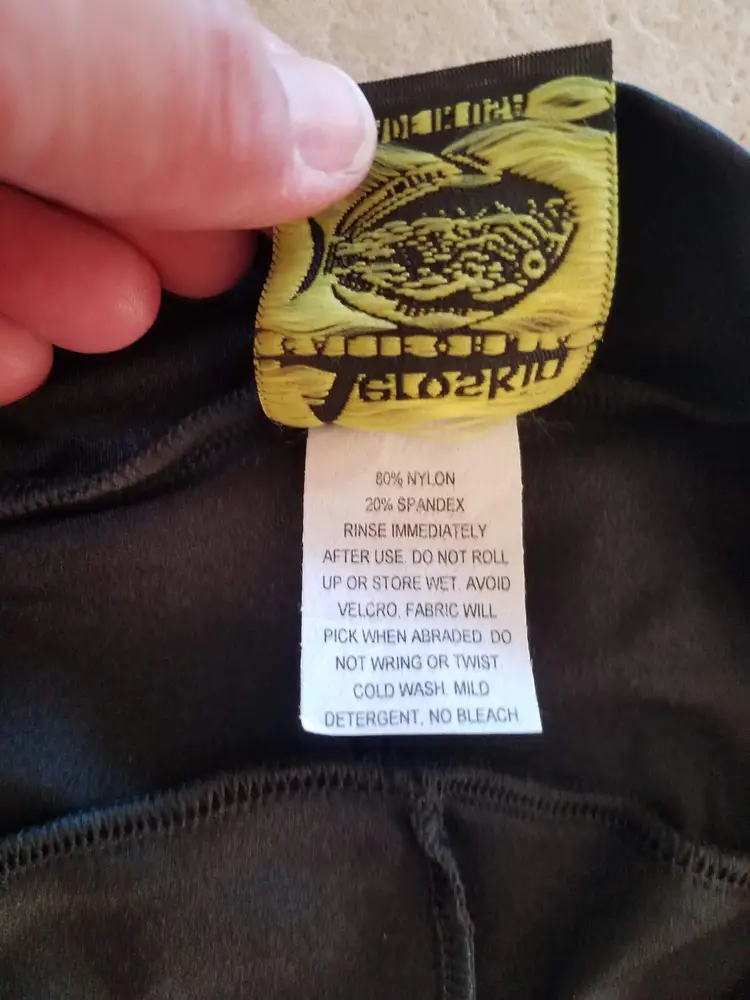 80% NYLON
20% SPANDEX
RINSE IMMEDIATELY
AFTER USE. DO NOT ROLL
UP OR STORE WET. AVOID
VELCRO. FABRIC WILL
PICK WHEN ABRADED. DO
NOT WRING OR TWIST.
COLD WASH. MILD
DETERGENT, NO BLEACH